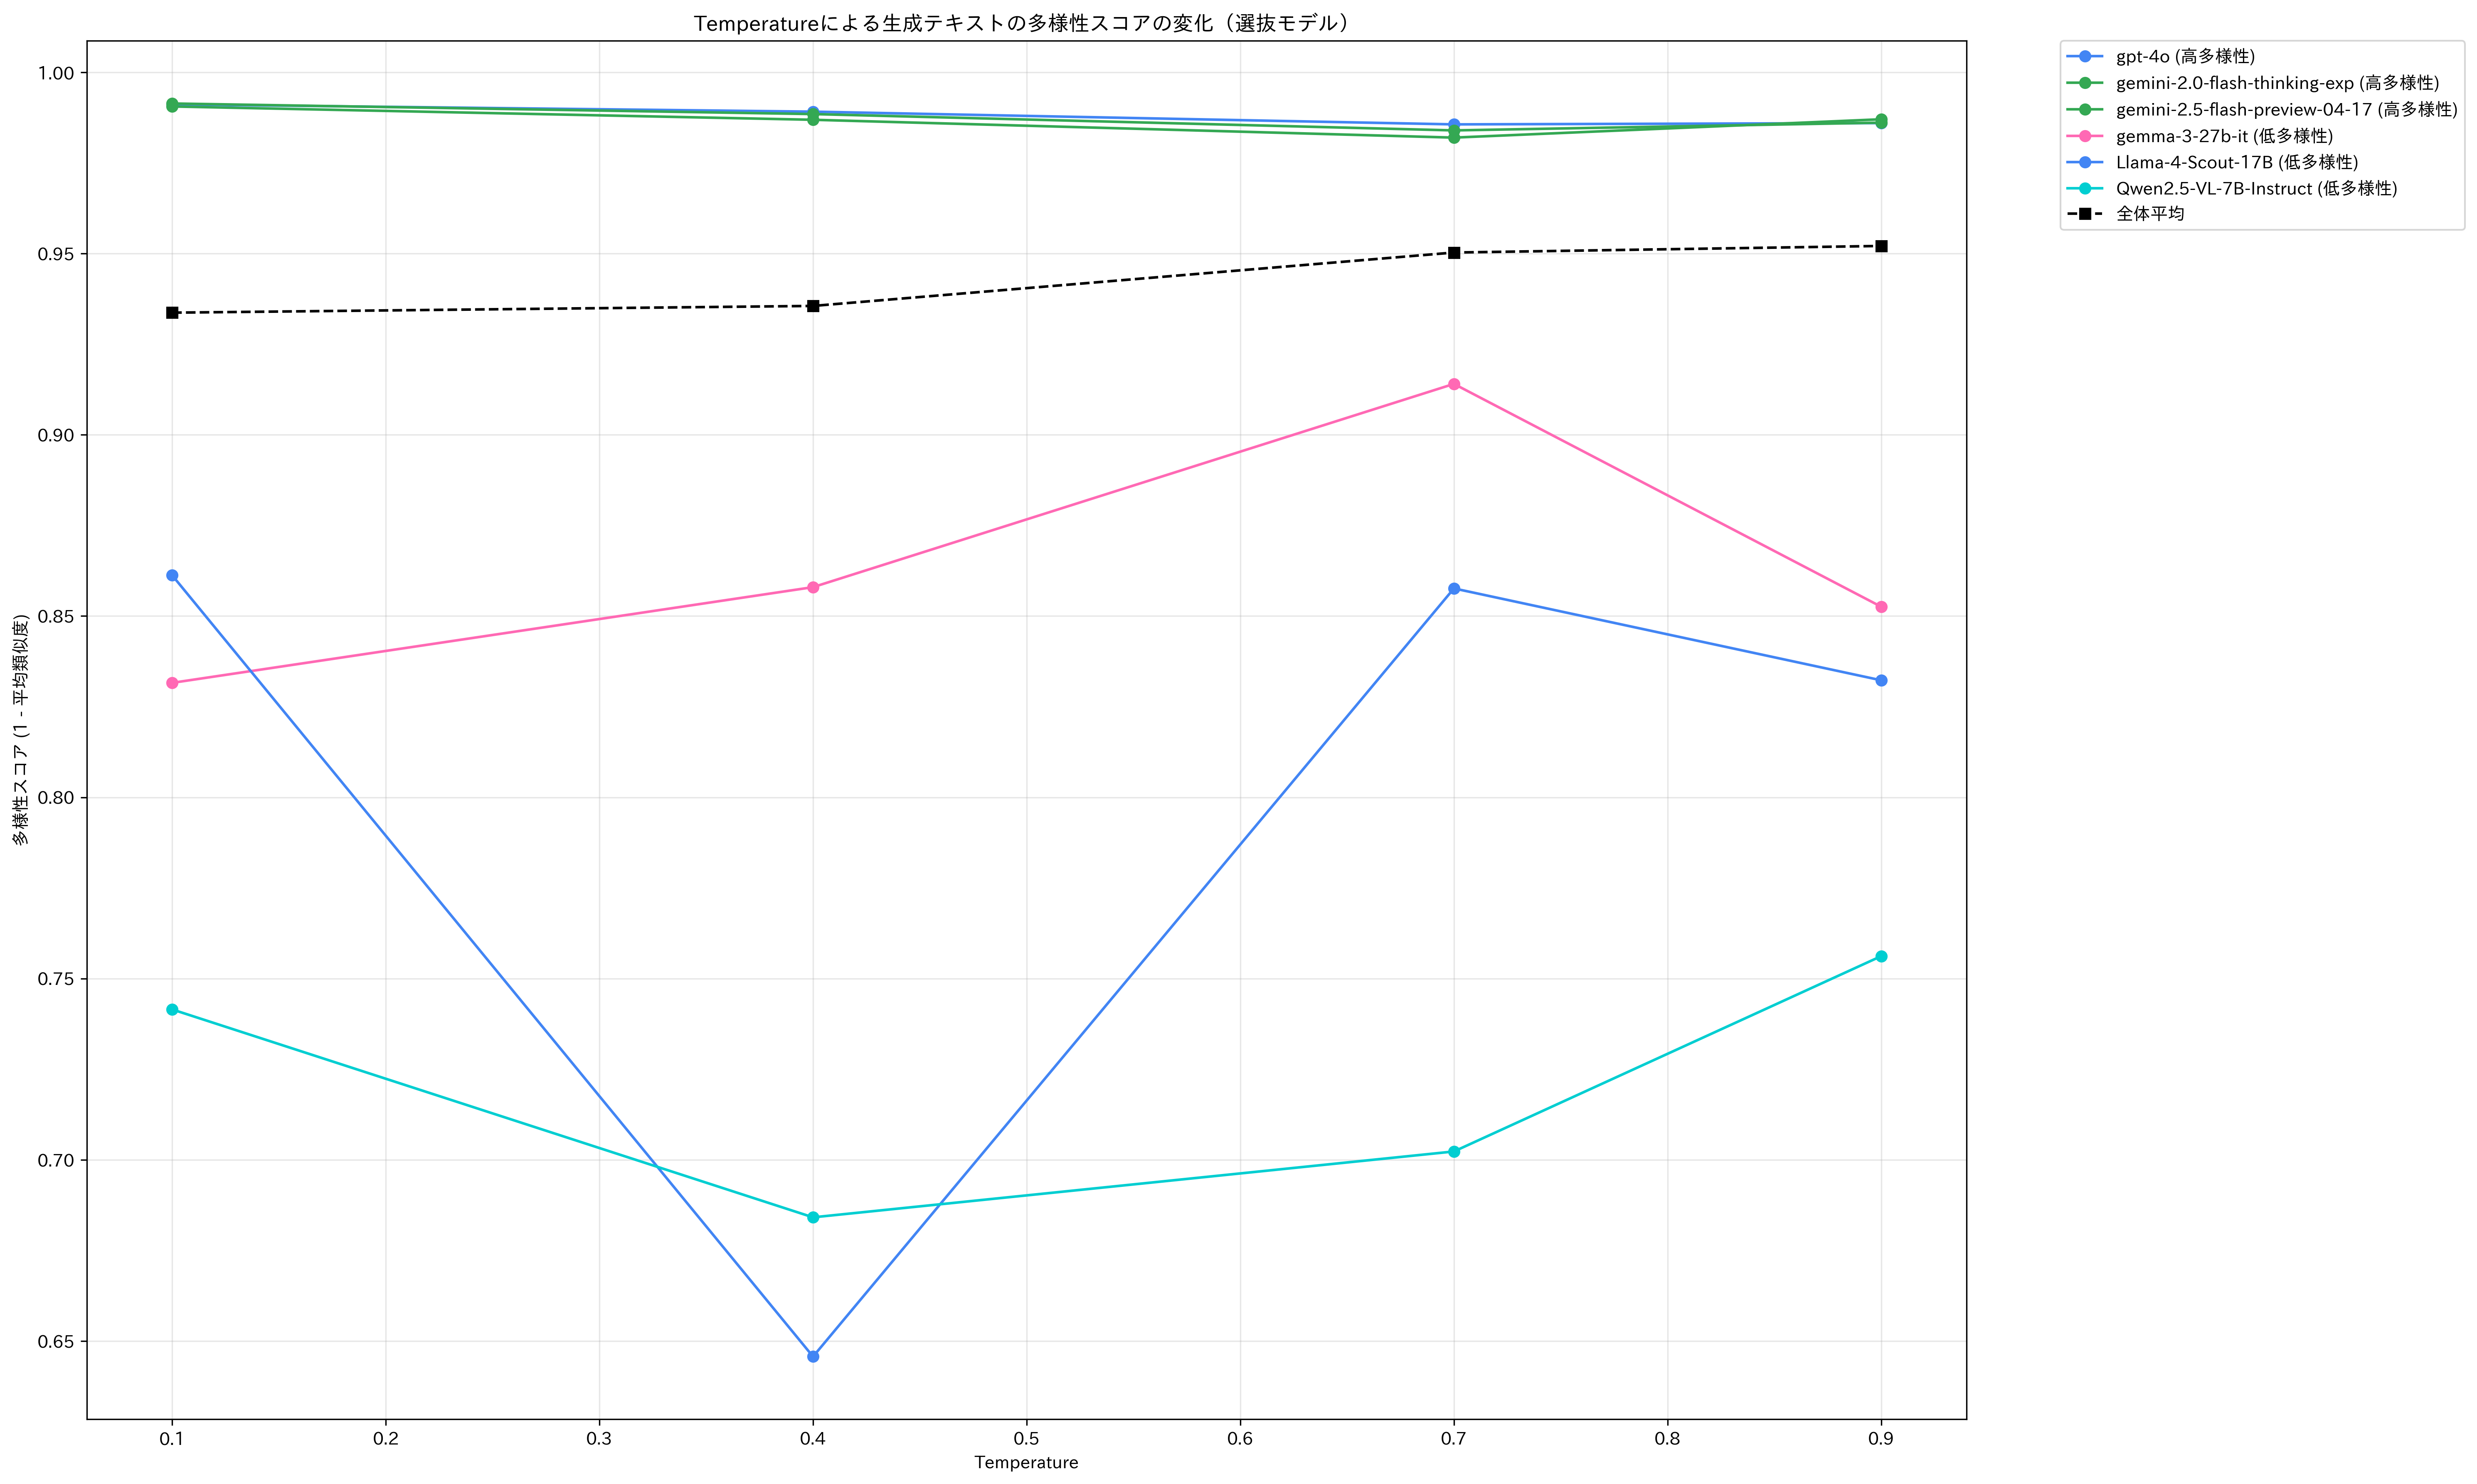 Temperatureによる生成テキストの多様性スコアの変化（選抜モデル）
gpt-4o (高多様性)
gemini-2.0-flash-thinking-exp (高多様性)
gemini-2.5-flash-preview-04-17 (高多様性)
gemma-3-27b-it (低多様性)
Llama-4-Scout-17B (低多様性)
Qwen2.5-VL-7B-Instruct (低多様性)
全体平均
多様性スコア (1 - 平均類似度)
1.00
0.95
0.90
0.85
0.80
0.75
0.70
0.65
0.1 0.2 0.3 0.4 0.5 0.6 0.7 0.8 0.9
Temperature